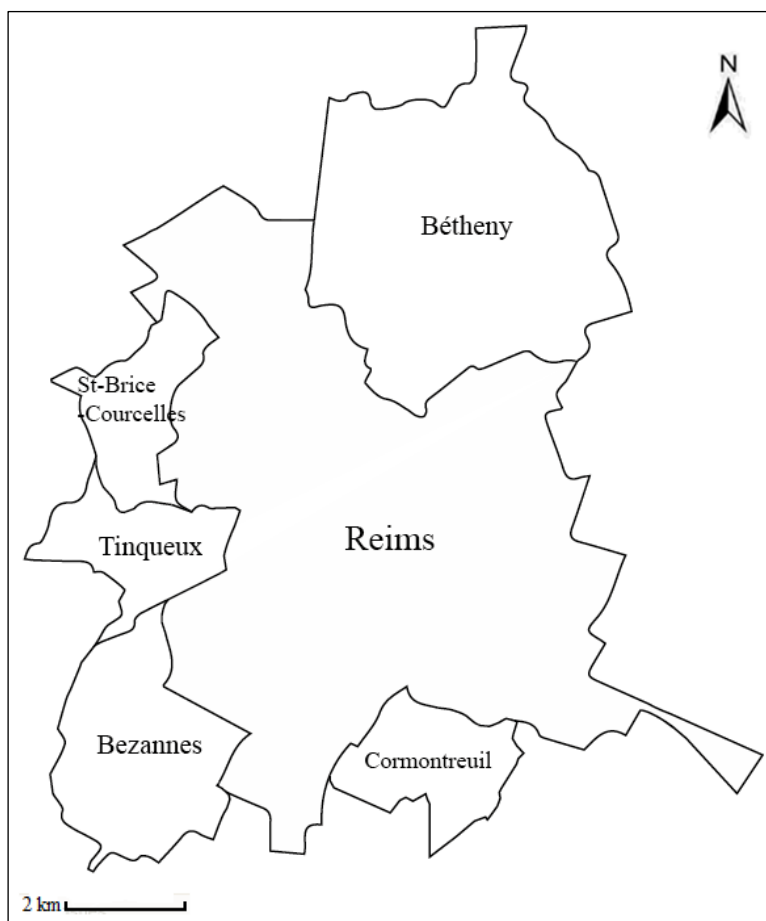 N
Bétheny
St-Brice
-Courcelles
Tinqueux
Reims
Bezannes
Cormontreuil
2 km